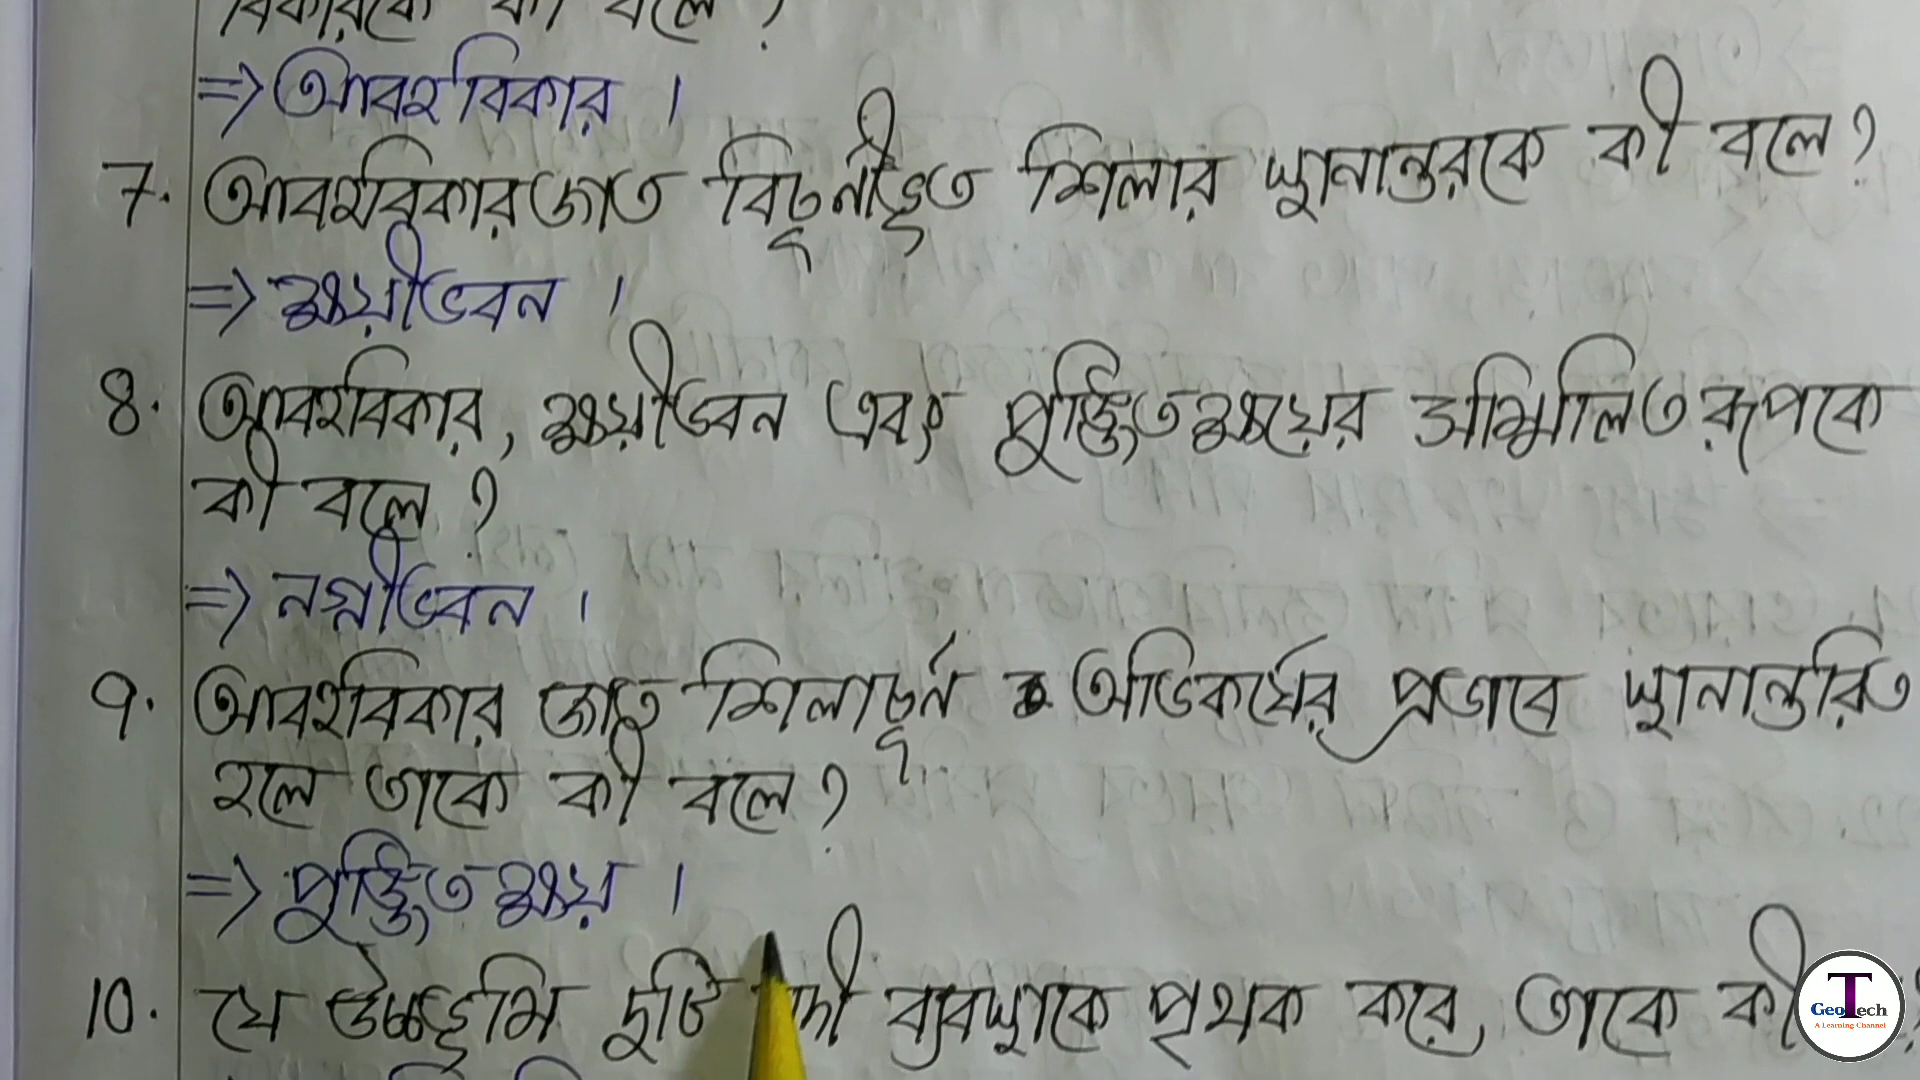 বিকারকে কী বলে?
⇒ আবহবিকার ।
7. আবহবিকারজাত বিচূর্নীভূত শিলার স্থানান্তরকে কী বলে?
⇒ ক্ষয়ীভবন ।
8. আবহবিকার, ক্ষয়ীভবন এবং পুঞ্জিতক্ষয়ের সম্মিলিত রূপকে
কী বলে ?
⇒ নগ্নীভবন ।
9. আবহবিকার জাত শিলাচূর্ন অভিকর্ষের প্রভাবে স্থানান্তরিত
হলে তাকে কী বলে?
⇒ পুঞ্জিত ক্ষয় ।
10. যে উচ্চভূমি দুটি নদী ব্যবস্থাকে পৃথক করে, তাকে কী ?
GeoTech
A Learning Channel